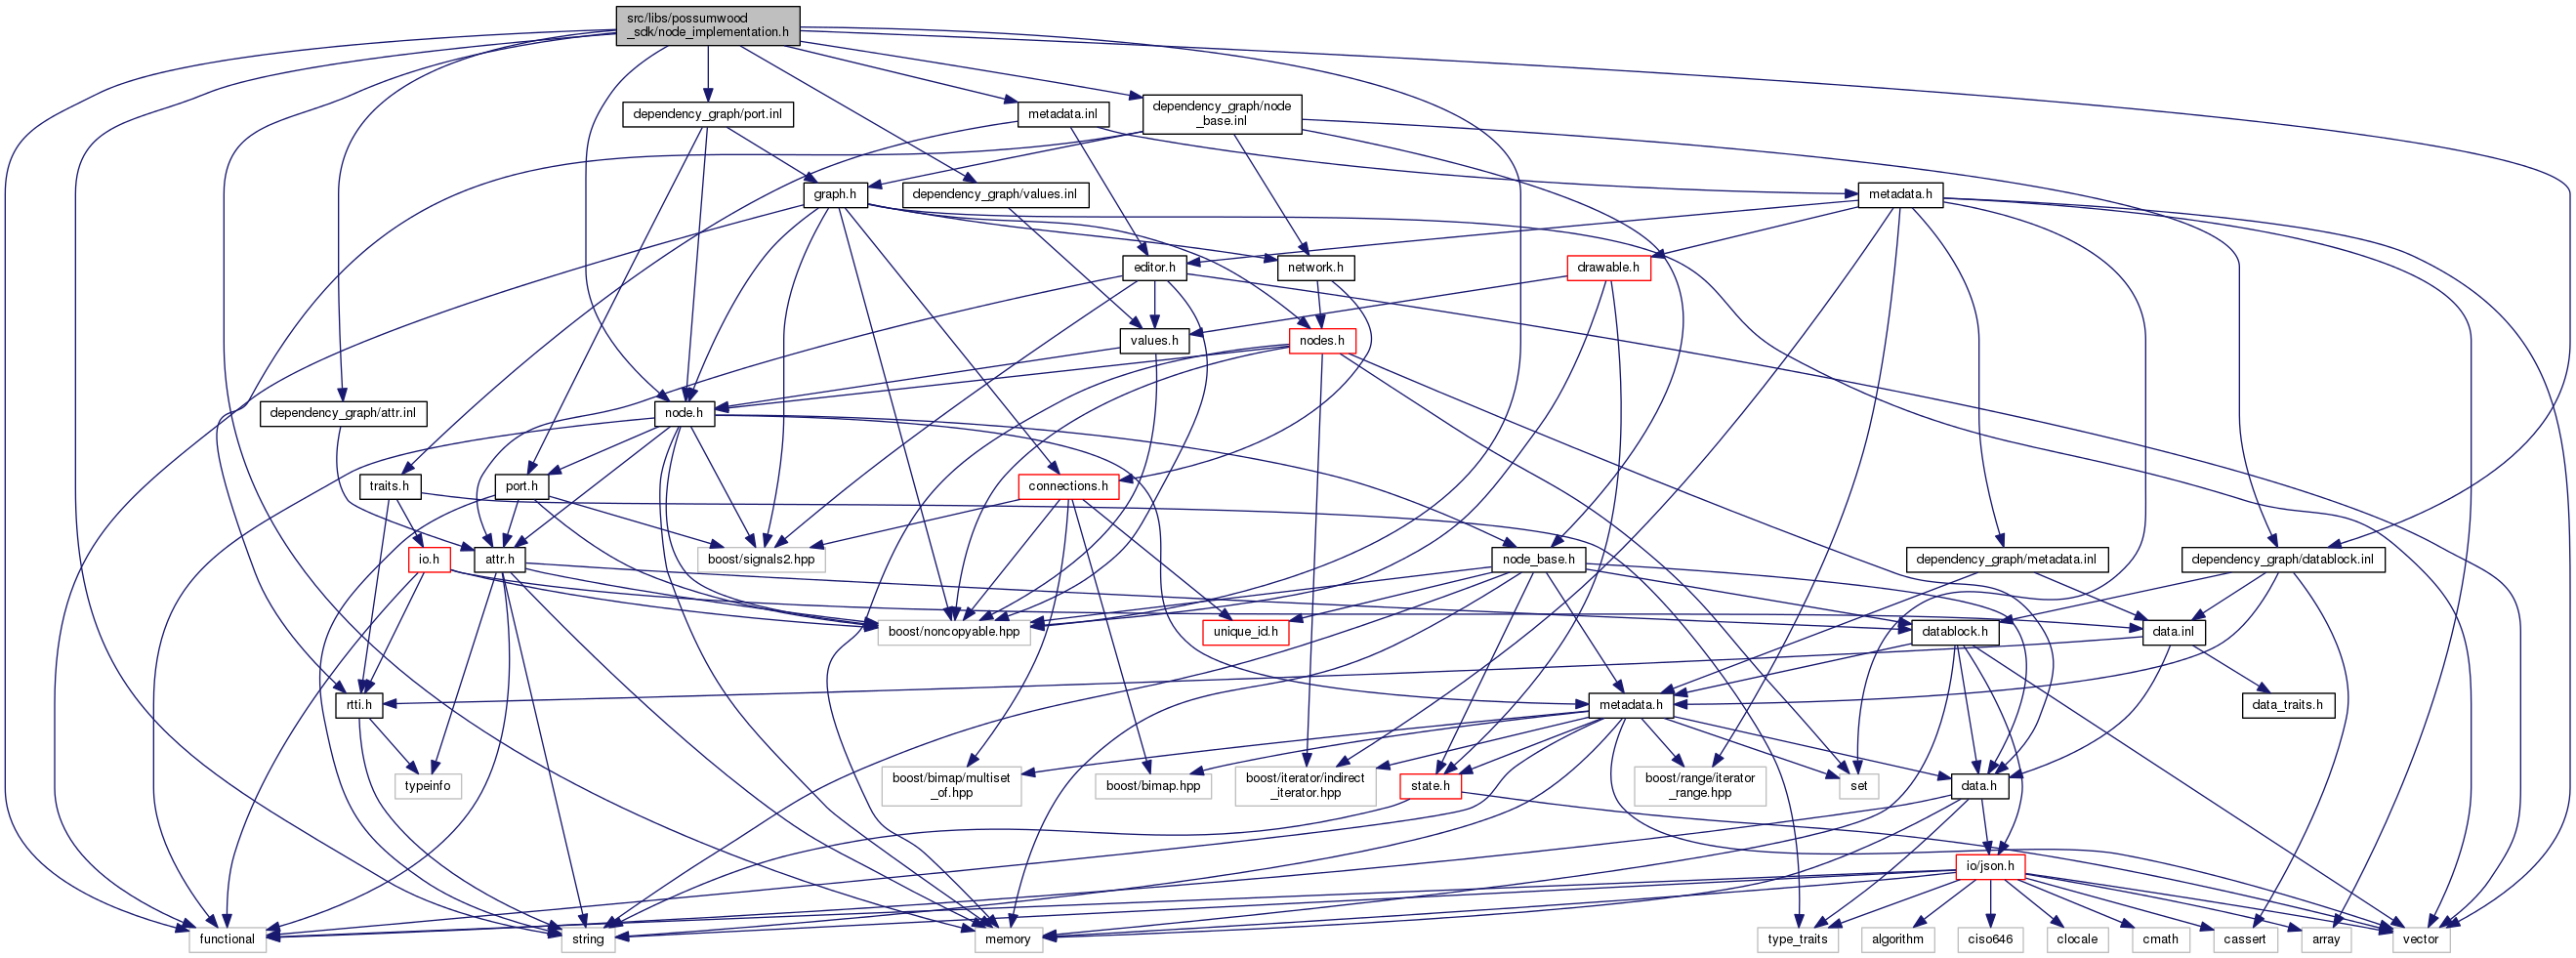 src/libs/possumwood
_sdk/node_implementation.h
dependency_graph/port.inl
metadata.inl
dependency_graph/node
_base.inl
graph.h
dependency_graph/values.inl
metadata.h
editor.h
network.h
drawable.h
values.h
nodes.h
dependency_graph/attr.inl
node.h
traits.h
port.h
connections.h
io.h
attr.h
boost/signals2.hpp
node_base.h
dependency_graph/metadata.inl
dependency_graph/datablock.inl
boost/noncopyable.hpp
unique_id.h
datablock.h
data.inl
rtti.h
metadata.h
data_traits.h
typeinfo
boost/bimap/multiset
_of.hpp
boost/bimap.hpp
boost/iterator/indirect
_iterator.hpp
state.h
boost/range/iterator
_range.hpp
set
data.h
io/json.h
functional
string
memory
type_traits
algorithm
ciso646
clocale
cmath
cassert
array
vector